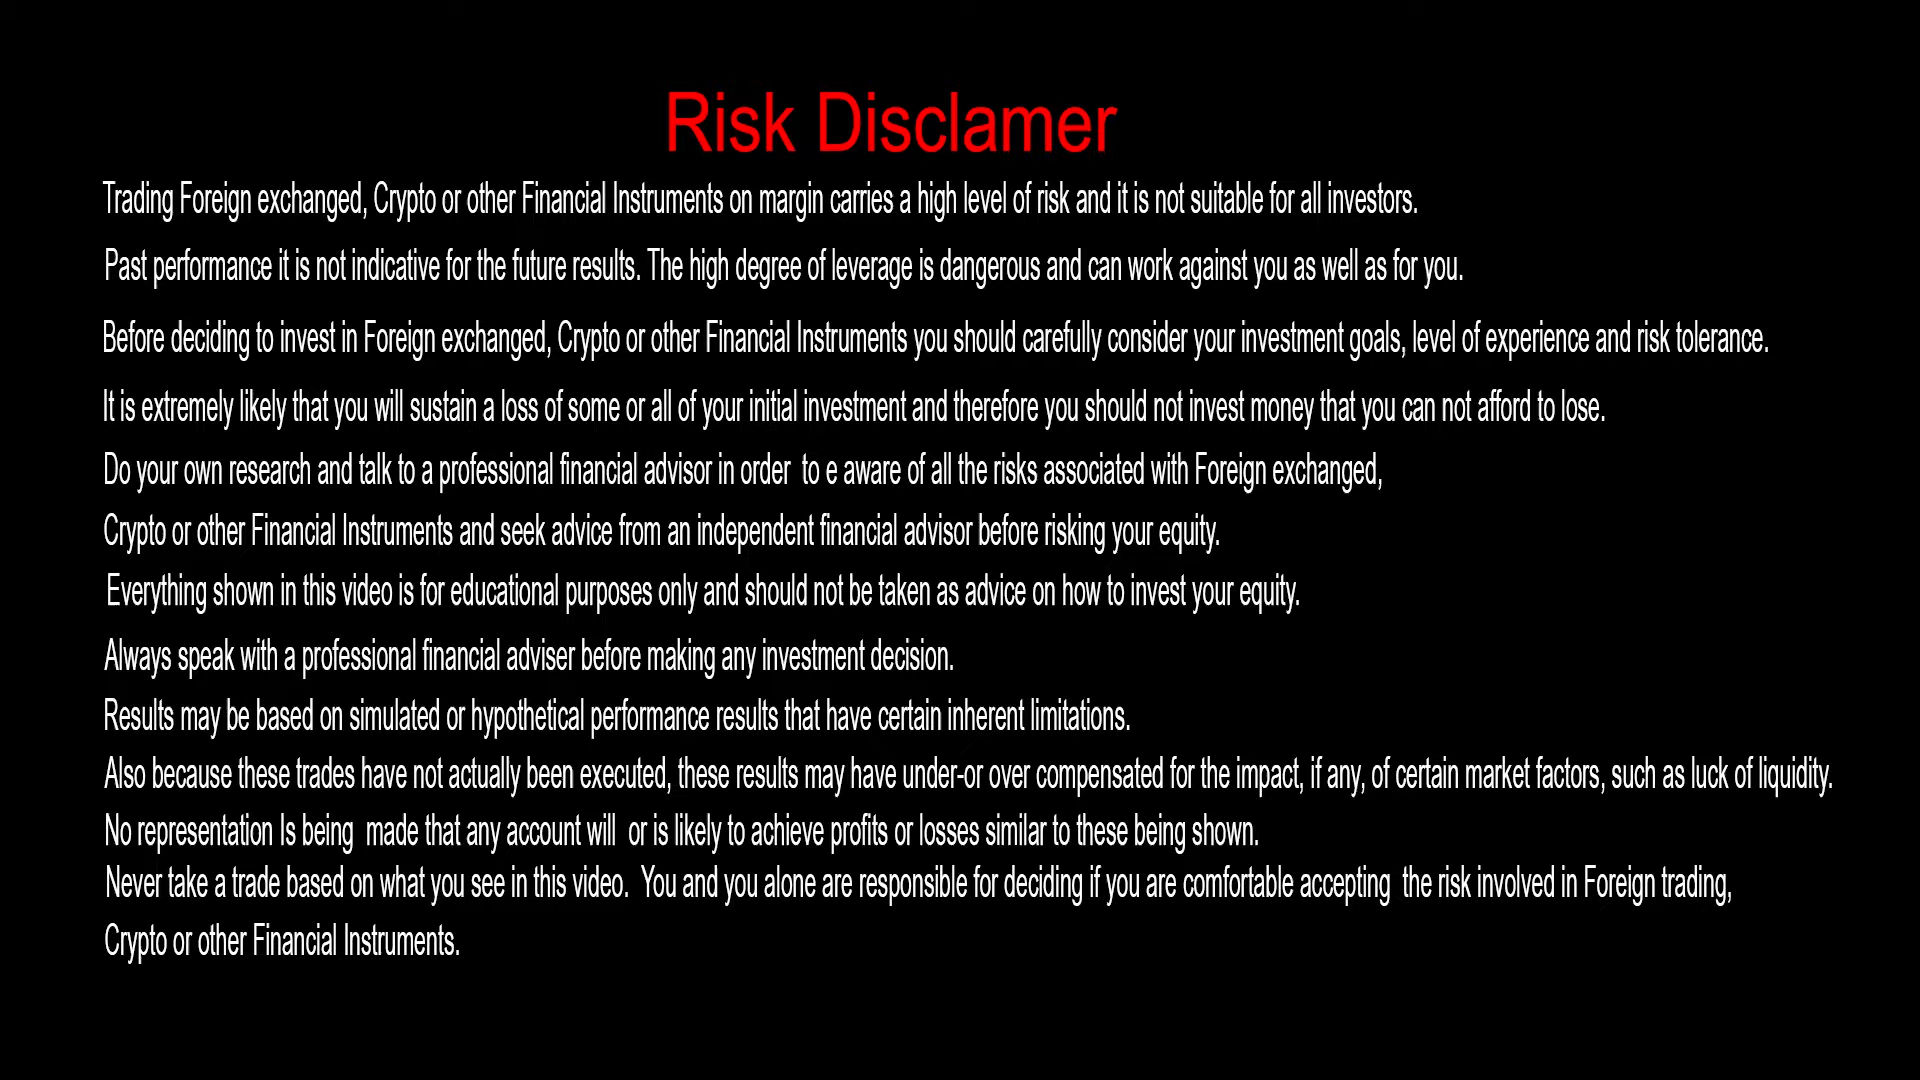 Risk Disclamer
Trading Foreign exchanged, Crypto or other Financial Instruments on margin carries a high level of risk and it is not suitable for all investors.
Past performance it is not indicative for the future results. The high degree of leverage is dangerous and can work against you as well as for you.
Before deciding to invest in Foreign exchanged, Crypto or other Financial Instruments you should carefully consider your investment goals, level of experience and risk tolerance.
It is extremely likely that you will sustain a loss of some or all of your initial investment and therefore you should not invest money that you can not afford to lose.
Do your own research and talk to a professional financial advisor in order  to e aware of all the risks associated with Foreign exchanged,
Crypto or other Financial Instruments and seek advice from an independent financial advisor before risking your equity.
Everything shown in this video is for educational purposes only and should not be taken as advice on how to invest your equity.
Always speak with a professional financial adviser before making any investment decision.
Results may be based on simulated or hypothetical performance results that have certain inherent limitations.
Also because these trades have not actually been executed, these results may have under-or over compensated for the impact, if any, of certain market factors, such as luck of liquidity.
No representation Is being  made that any account will  or is likely to achieve profits or losses similar to these being shown.
Never take a trade based on what you see in this video.  You and you alone are responsible for deciding if you are comfortable accepting  the risk involved in Foreign trading,
Crypto or other Financial Instruments.